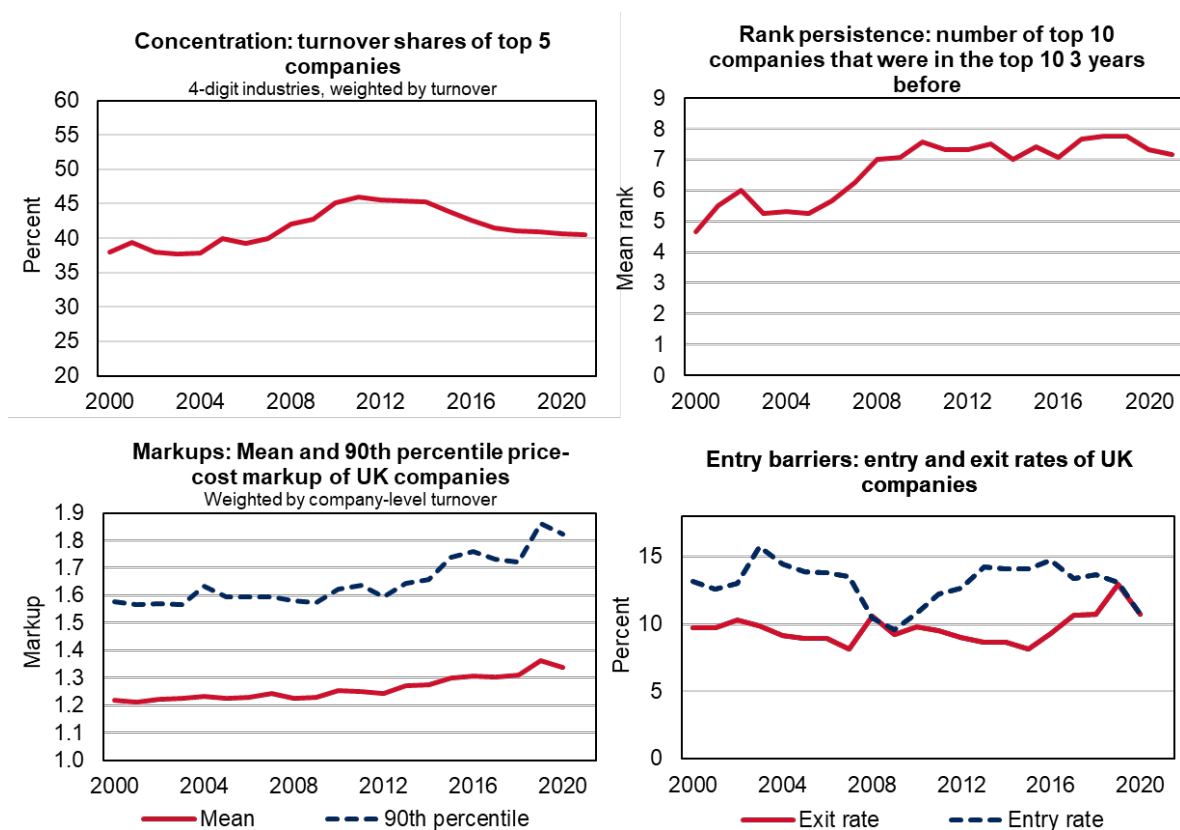 Concentration: turnover shares of top 5
companies
4-digit industries, weighted by turnover
Percent
60
55
50
45
40
35
30
25
20
2000 2004 2008 2012 2016 2020
Rank persistence: number of top 10
companies that were in the top 10 3 years
before
Mean rank
9
8
7
6
5
4
3
2
1
0
2000 2004 2008 2012 2016 2020
Markups: Mean and 90th percentile price-
cost markup of UK companies
Weighted by company-level turnover
Markup
1.9
1.8
1.7
1.6
1.5
1.4
1.3
1.2
1.1
1.0
2000 2004 2008 2012 2016 2020
Mean 90th percentile
Entry barriers: entry and exit rates of UK
companies
Percent
15
10
5
0
2000 2004 2008 2012 2016 2020
Exit rate Entry rate